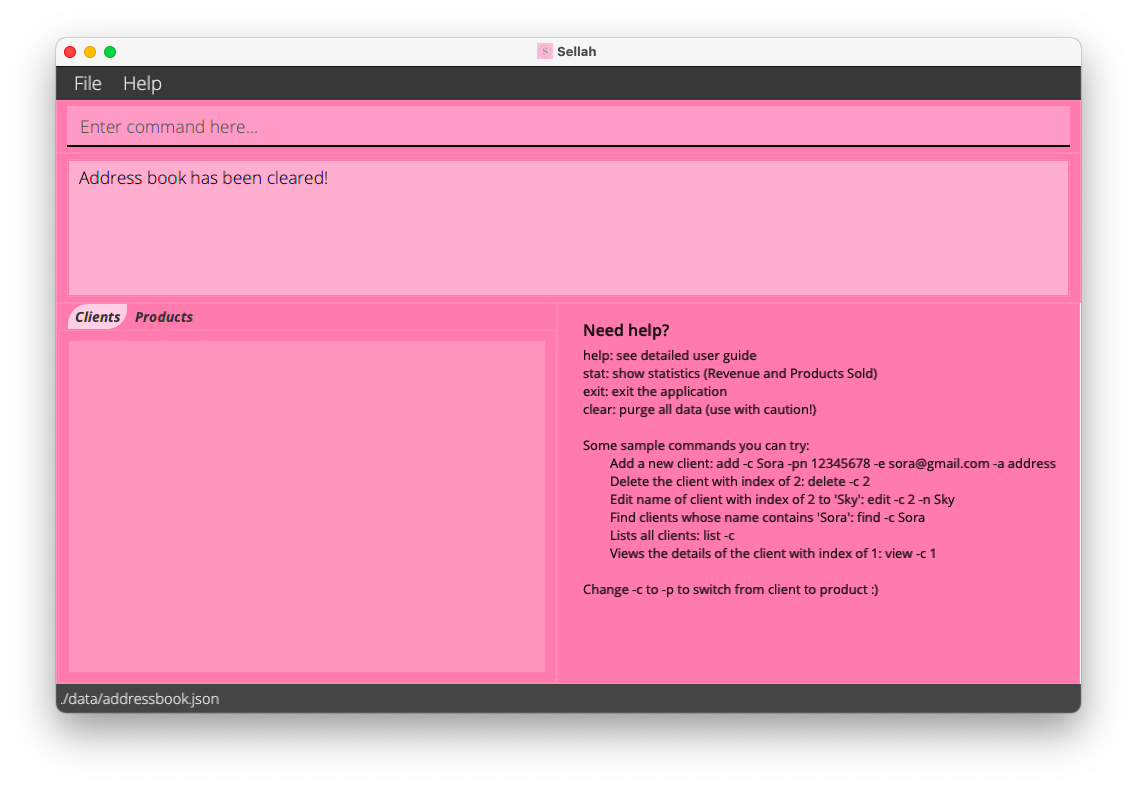 S Sellah
File Help
Enter command here...
Address book has been cleared!
Clients Products
Need help?
help: see detailed user guide
stat: show statistics (Revenue and Products Sold)
exit: exit the application
clear: purge all data (use with caution!)
Some sample commands you can try:
Add a new client: add -c Sora -pn 12345678 -e sora@gmail.com -a address
Delete the client with index of 2: delete -c 2
Edit name of client with index of 2 to 'Sky': edit -c 2 -n Sky
Find clients whose name contains 'Sora': find -c Sora
Lists all clients: list -c
Views the details of the client with index of 1: view -c 1
Change -c to -p to switch from client to product :)
./data/addressbook.json